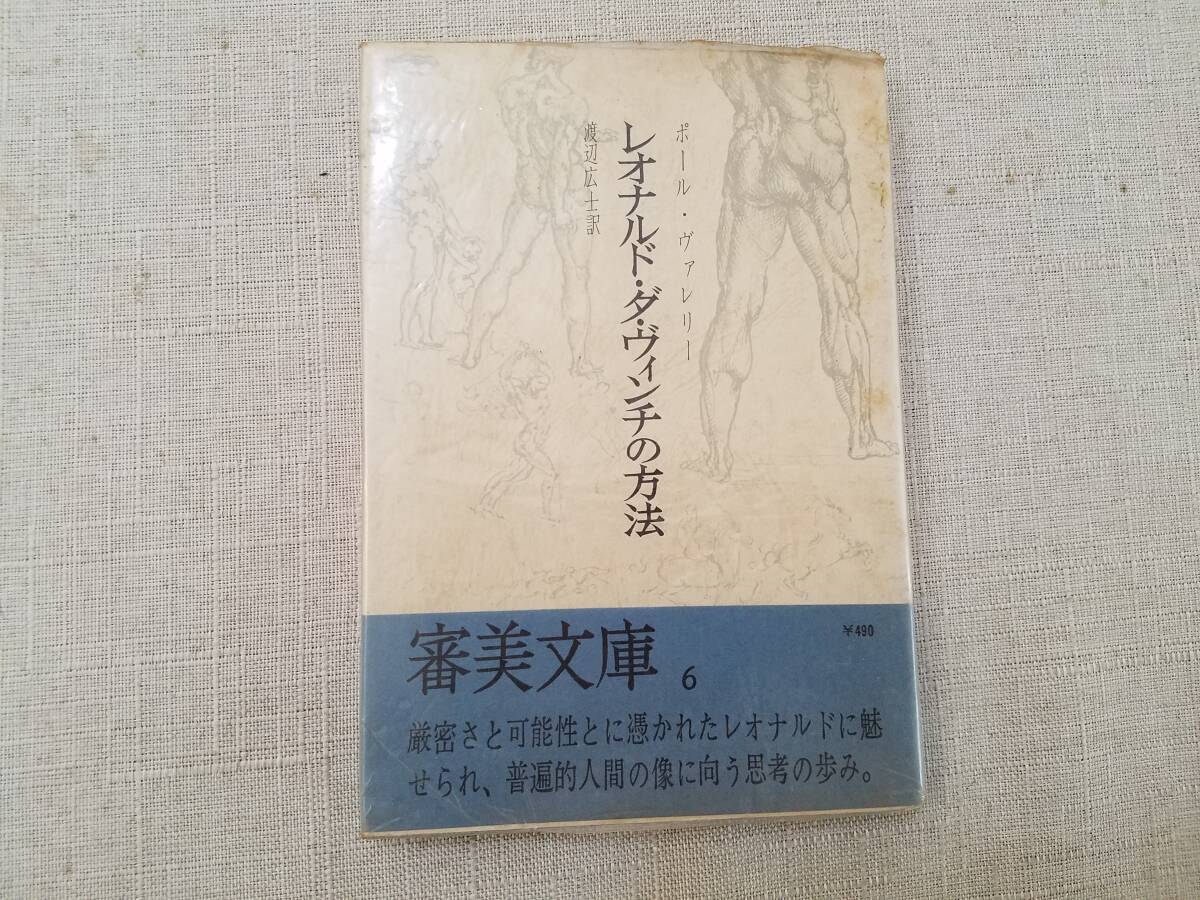 ポール・ヴァレリー
レオナルド・ダ・ヴィンチの方法
渡辺広士訳
審美文庫 6
¥490
厳密さと可能性とに憑かれたレオナルドに魅
せられ、普遍的人間の像に向う思考の歩み。